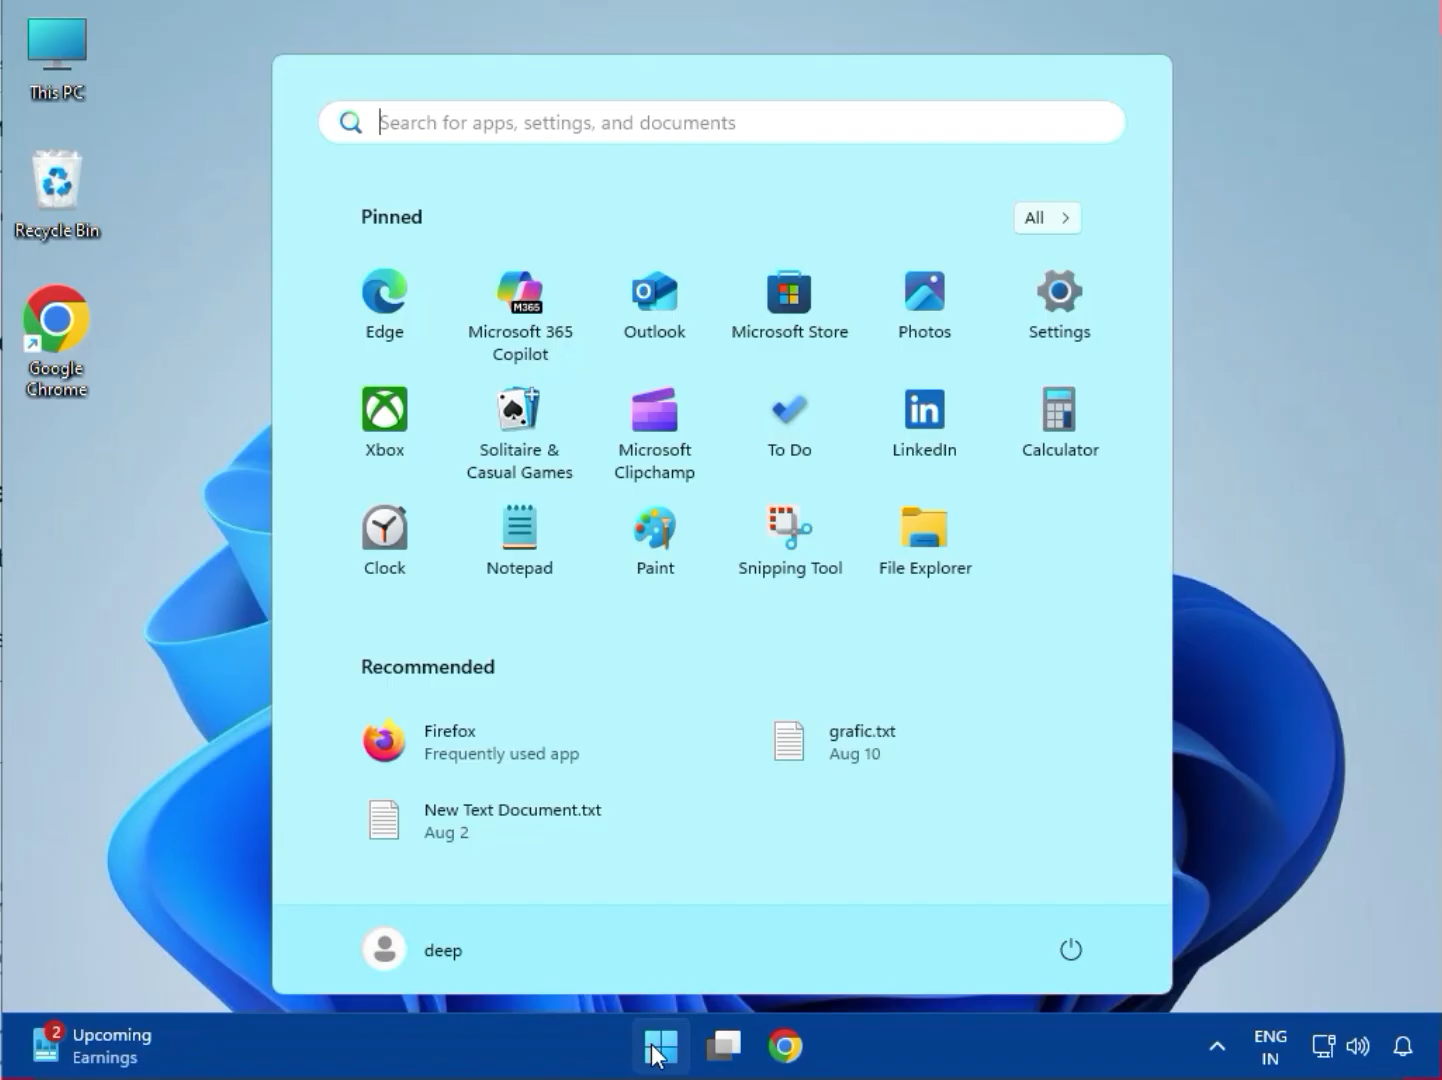 This PC
Recycle Bin
Google
Chrome
Search for apps, settings, and documents
Pinned
All
Edge
M365
Microsoft 365
Copilot
Outlook
Microsoft Store
Photos
Settings
Xbox
Solitaire &
Casual Games
Microsoft
Clipchamp
To Do
in
LinkedIn
Calculator
Clock
Notepad
Paint
Snipping Tool
File Explorer
Recommended
Firefox
Frequently used app
grafic.txt
Aug 10
New Text Document.txt
Aug 2
deep
2
Upcoming
Earnings
ENG
IN